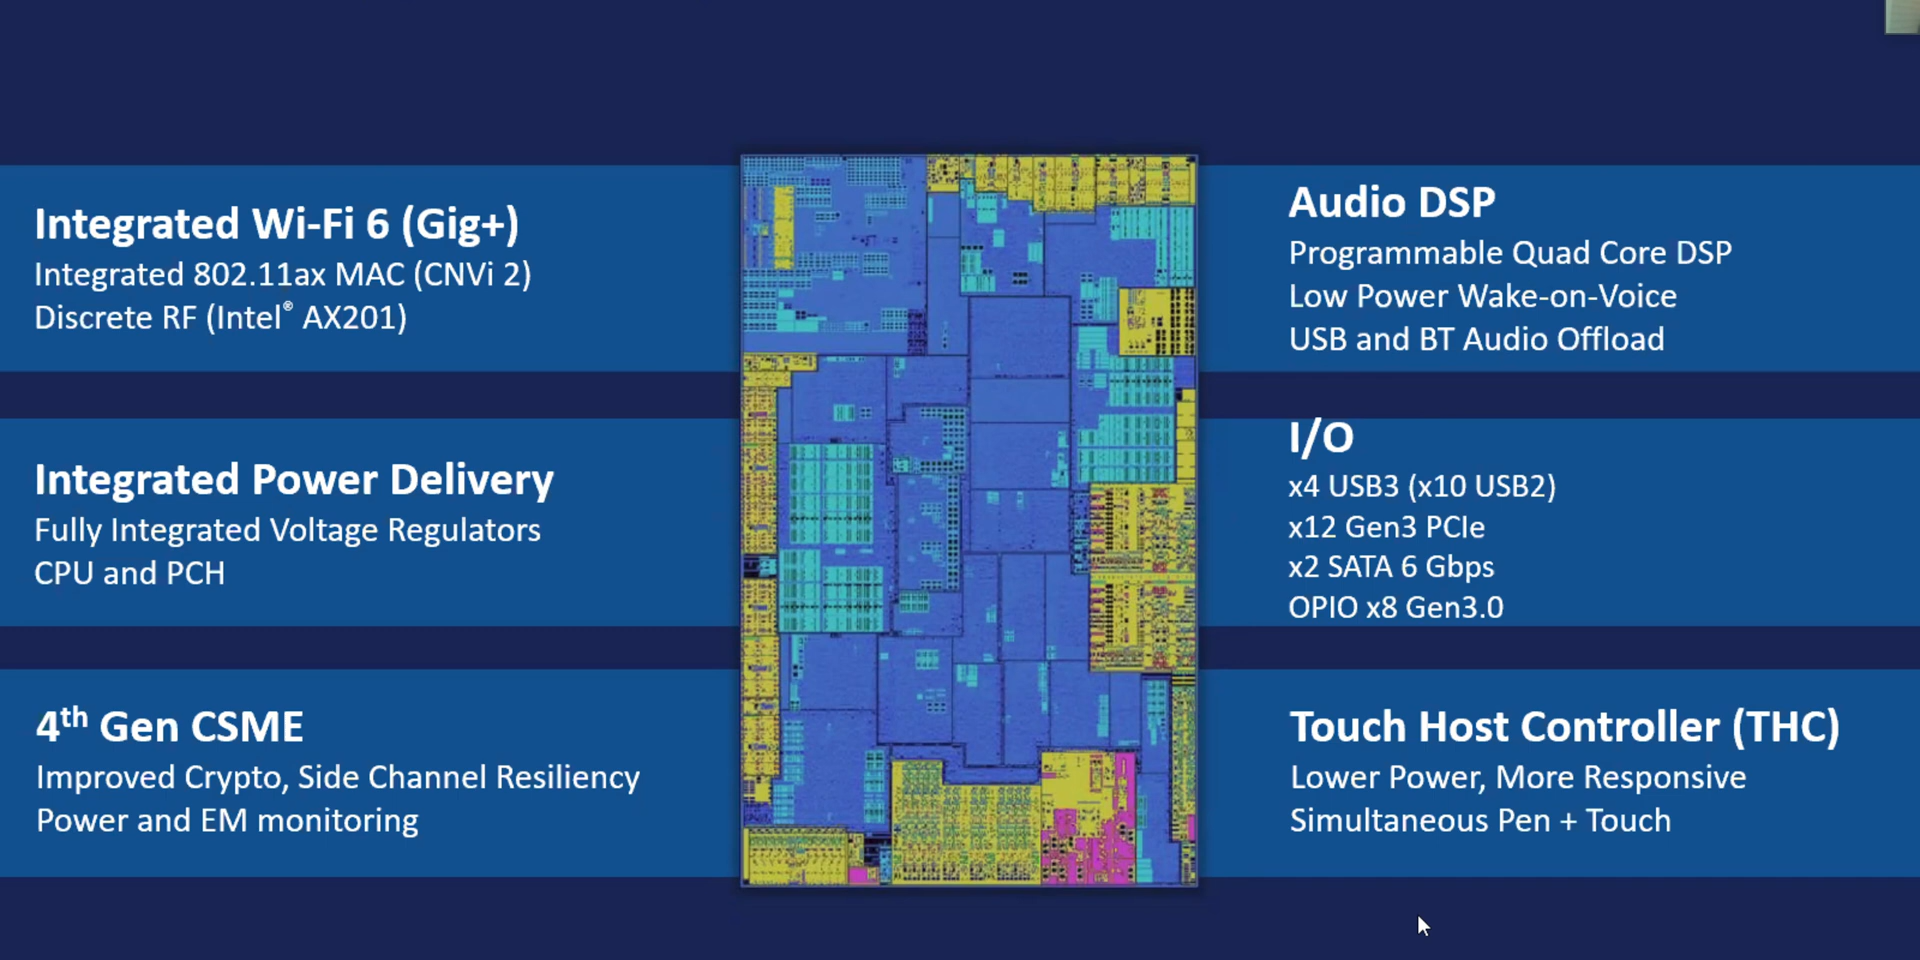 Integrated Wi-Fi 6 (Gig+)
Integrated 802.11ax MAC (CNVi 2)
Discrete RF (Intel® AX201)
Integrated Power Delivery
Fully Integrated Voltage Regulators
CPU and PCH
4th Gen CSME
Improved Crypto, Side Channel Resiliency
Power and EM monitoring
Audio DSP
Programmable Quad Core DSP
Low Power Wake-on-Voice
USB and BT Audio Offload
I/O
x4 USB3 (x10 USB2)
x12 Gen3 PCIe
x2 SATA 6 Gbps
OPIO x8 Gen3.0
Touch Host Controller (THC)
Lower Power, More Responsive
Simultaneous Pen + Touch